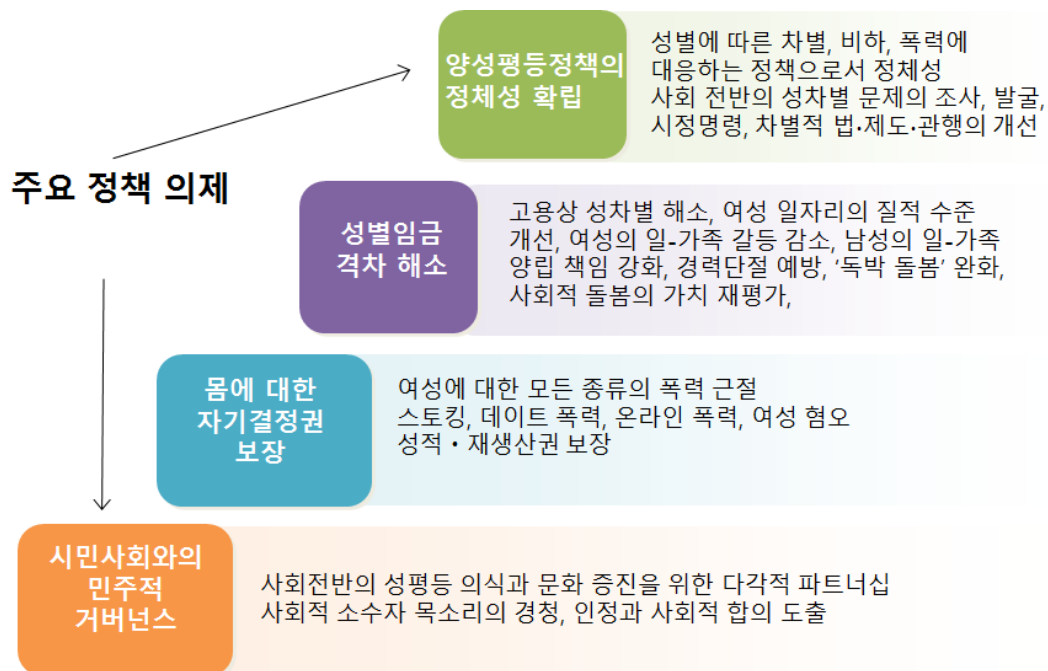 양성평등정책의
정체성 확립
성별에 따른 차별, 비하, 폭력에
대응하는 정책으로서 정체성
사회 전반의 성차별 문제의 조사, 발굴,
시정명령, 차별적 법·제도·관행의 개선
주요 정책 의제
성별임금
격차 해소
고용상 성차별 해소, 여성 일자리의 질적 수준
개선, 여성의 일-가족 갈등 감소, 남성의 일-가족
양립 책임 강화, 경력단절 예방, ‘독박 돌봄’ 완화,
사회적 돌봄의 가치 재평가,
몸에 대한
자기결정권
보장
여성에 대한 모든 종류의 폭력 근절
스토킹, 데이트 폭력, 온라인 폭력, 여성 혐오
성적・재생산권 보장
시민사회와의
민주적
거버넌스
사회전반의 성평등 의식과 문화 증진을 위한 다각적 파트너십
사회적 소수자 목소리의 경청, 인정과 사회적 합의 도출